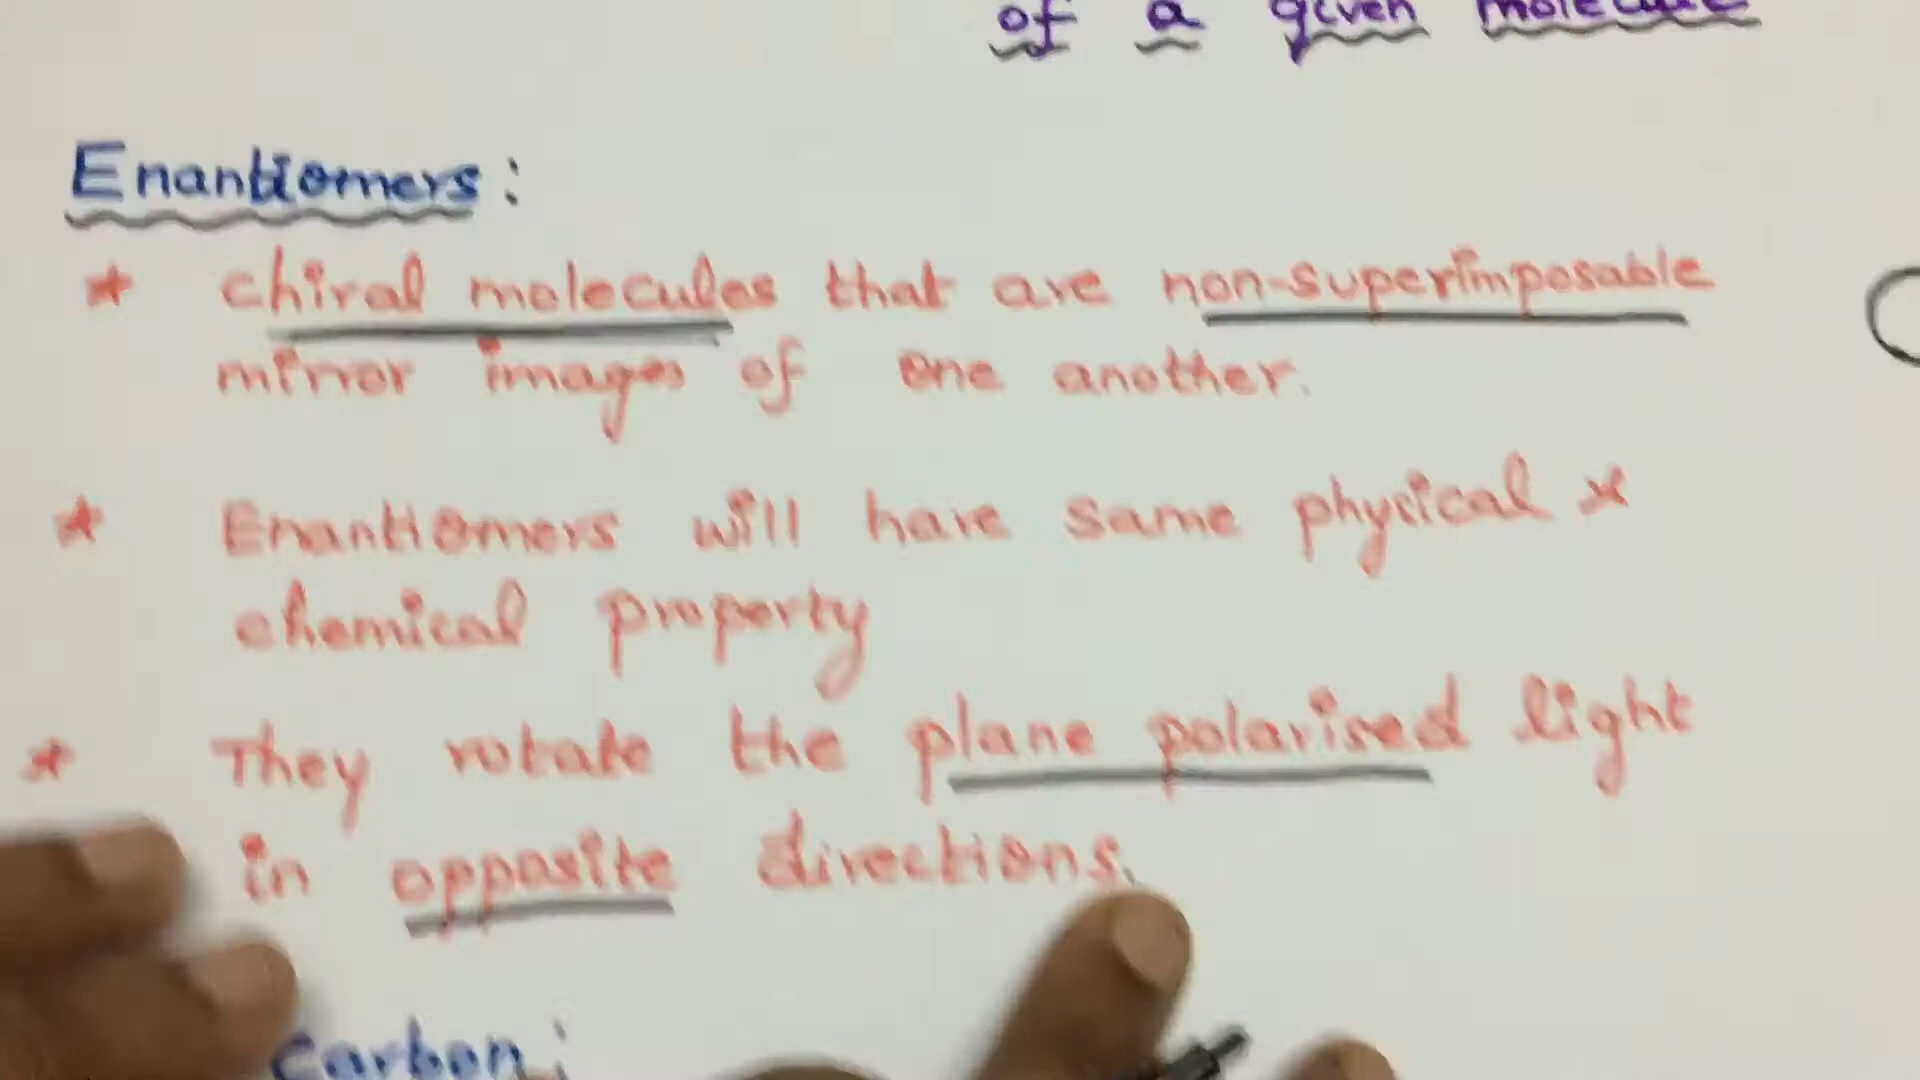 of a given molecule
Enantiomers :
* chiral molecules that are non-superimposable
mirror images of one another.
* Enantiomers will have same physical &
chemical property
* They rotate the plane polarised light
in opposite directions.
carbon :